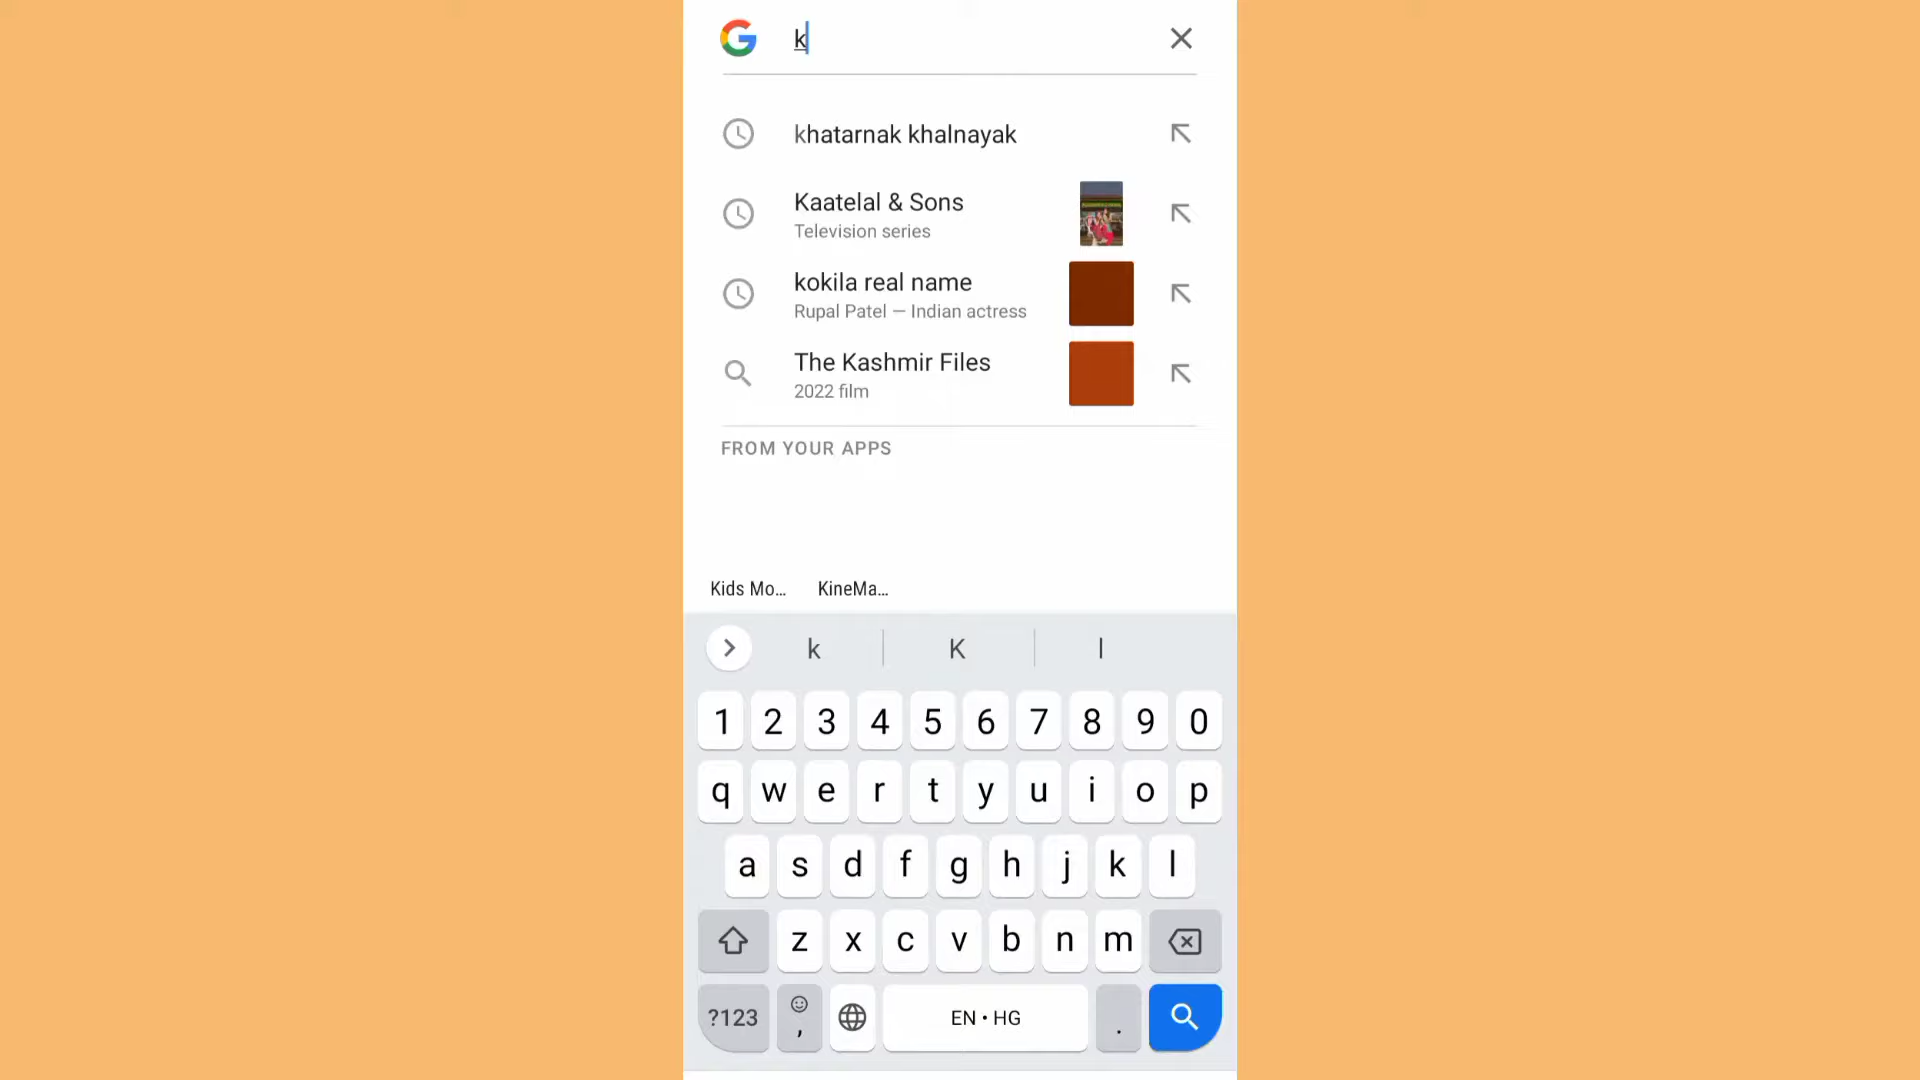 k
khatarnak khalnayak
Kaatelal & Sons
Television series
kokila real name
Rupal Patel — Indian actress
The Kashmir Files
2022 film
FROM YOUR APPS
Kids Mo... KineMa...
k K l
1 2 3 4 5 6 7 8 9 0
q w e r t y u i o p
a s d f g h j k l
z x c v b n m
?123 , EN • HG .